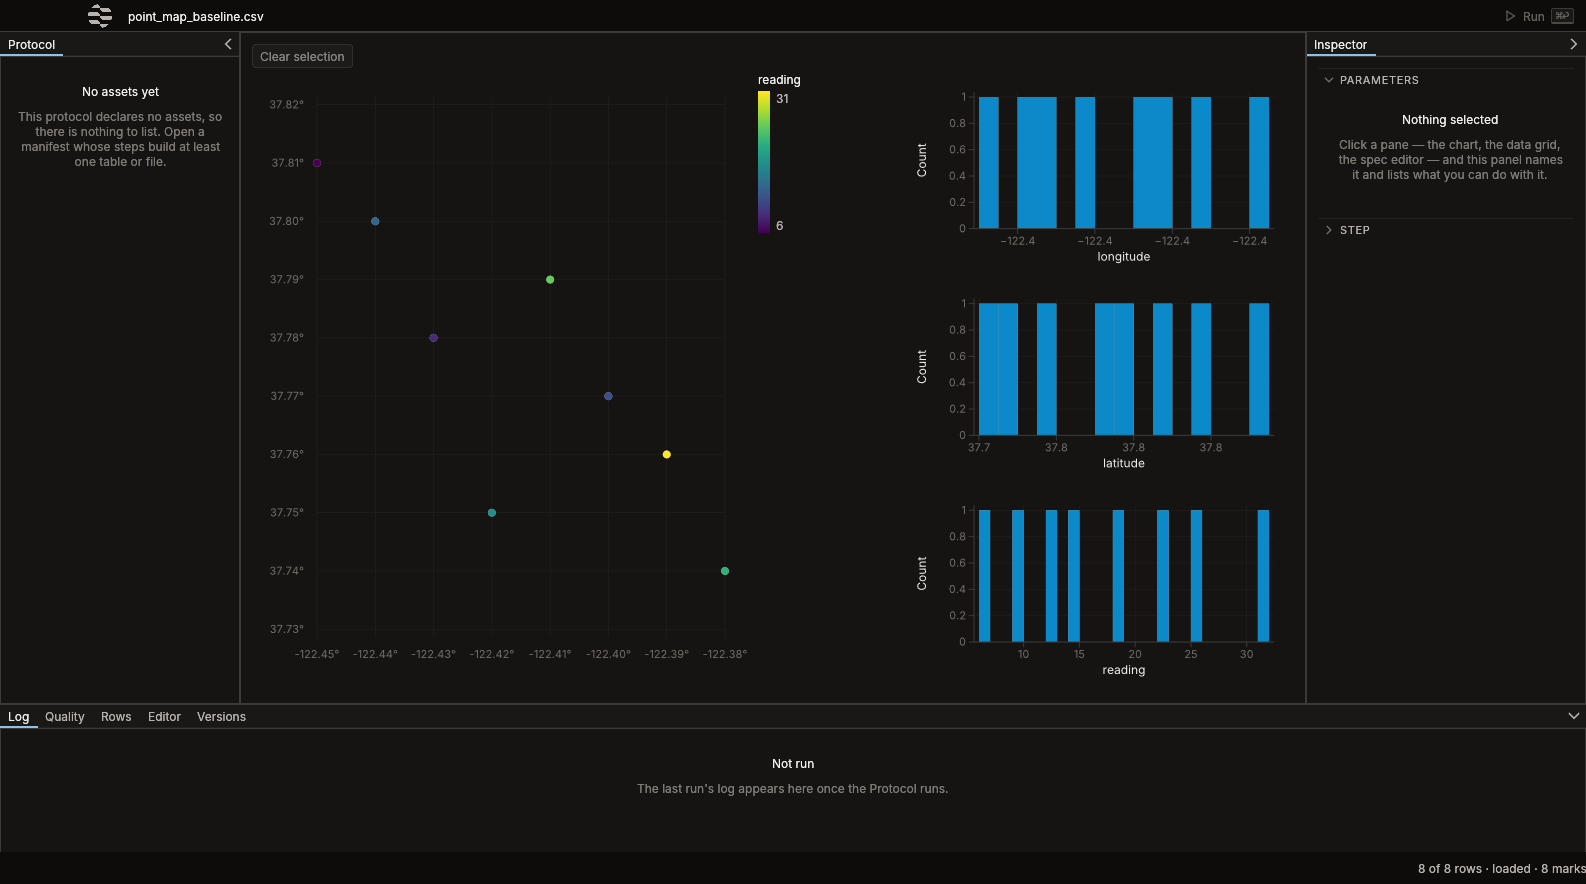 point_map_baseline.csv
Run
Protocol
No assets yet
This protocol declares no assets, so
there is nothing to list. Open a
manifest whose steps build at least
one table or file.
Clear selection
reading
31
6
37.82°
37.81°
37.80°
37.79°
37.78°
37.77°
37.76°
37.75°
37.74°
37.73°
-122.45° -122.44° -122.43° -122.42° -122.41° -122.40° -122.39° -122.38°
Count
1
0.8
0.6
0.4
0.2
0
−122.4 −122.4 −122.4 −122.4
longitude
Count
1
0.8
0.6
0.4
0.2
0
37.7 37.8 37.8 37.8
latitude
Count
1
0.8
0.6
0.4
0.2
0
10 15 20 25 30
reading
Inspector
PARAMETERS
Nothing selected
Click a pane — the chart, the data grid,
the spec editor — and this panel names
it and lists what you can do with it.
STEP
Log Quality Rows Editor Versions
Not run
The last run's log appears here once the Protocol runs.
8 of 8 rows · loaded · 8 marks